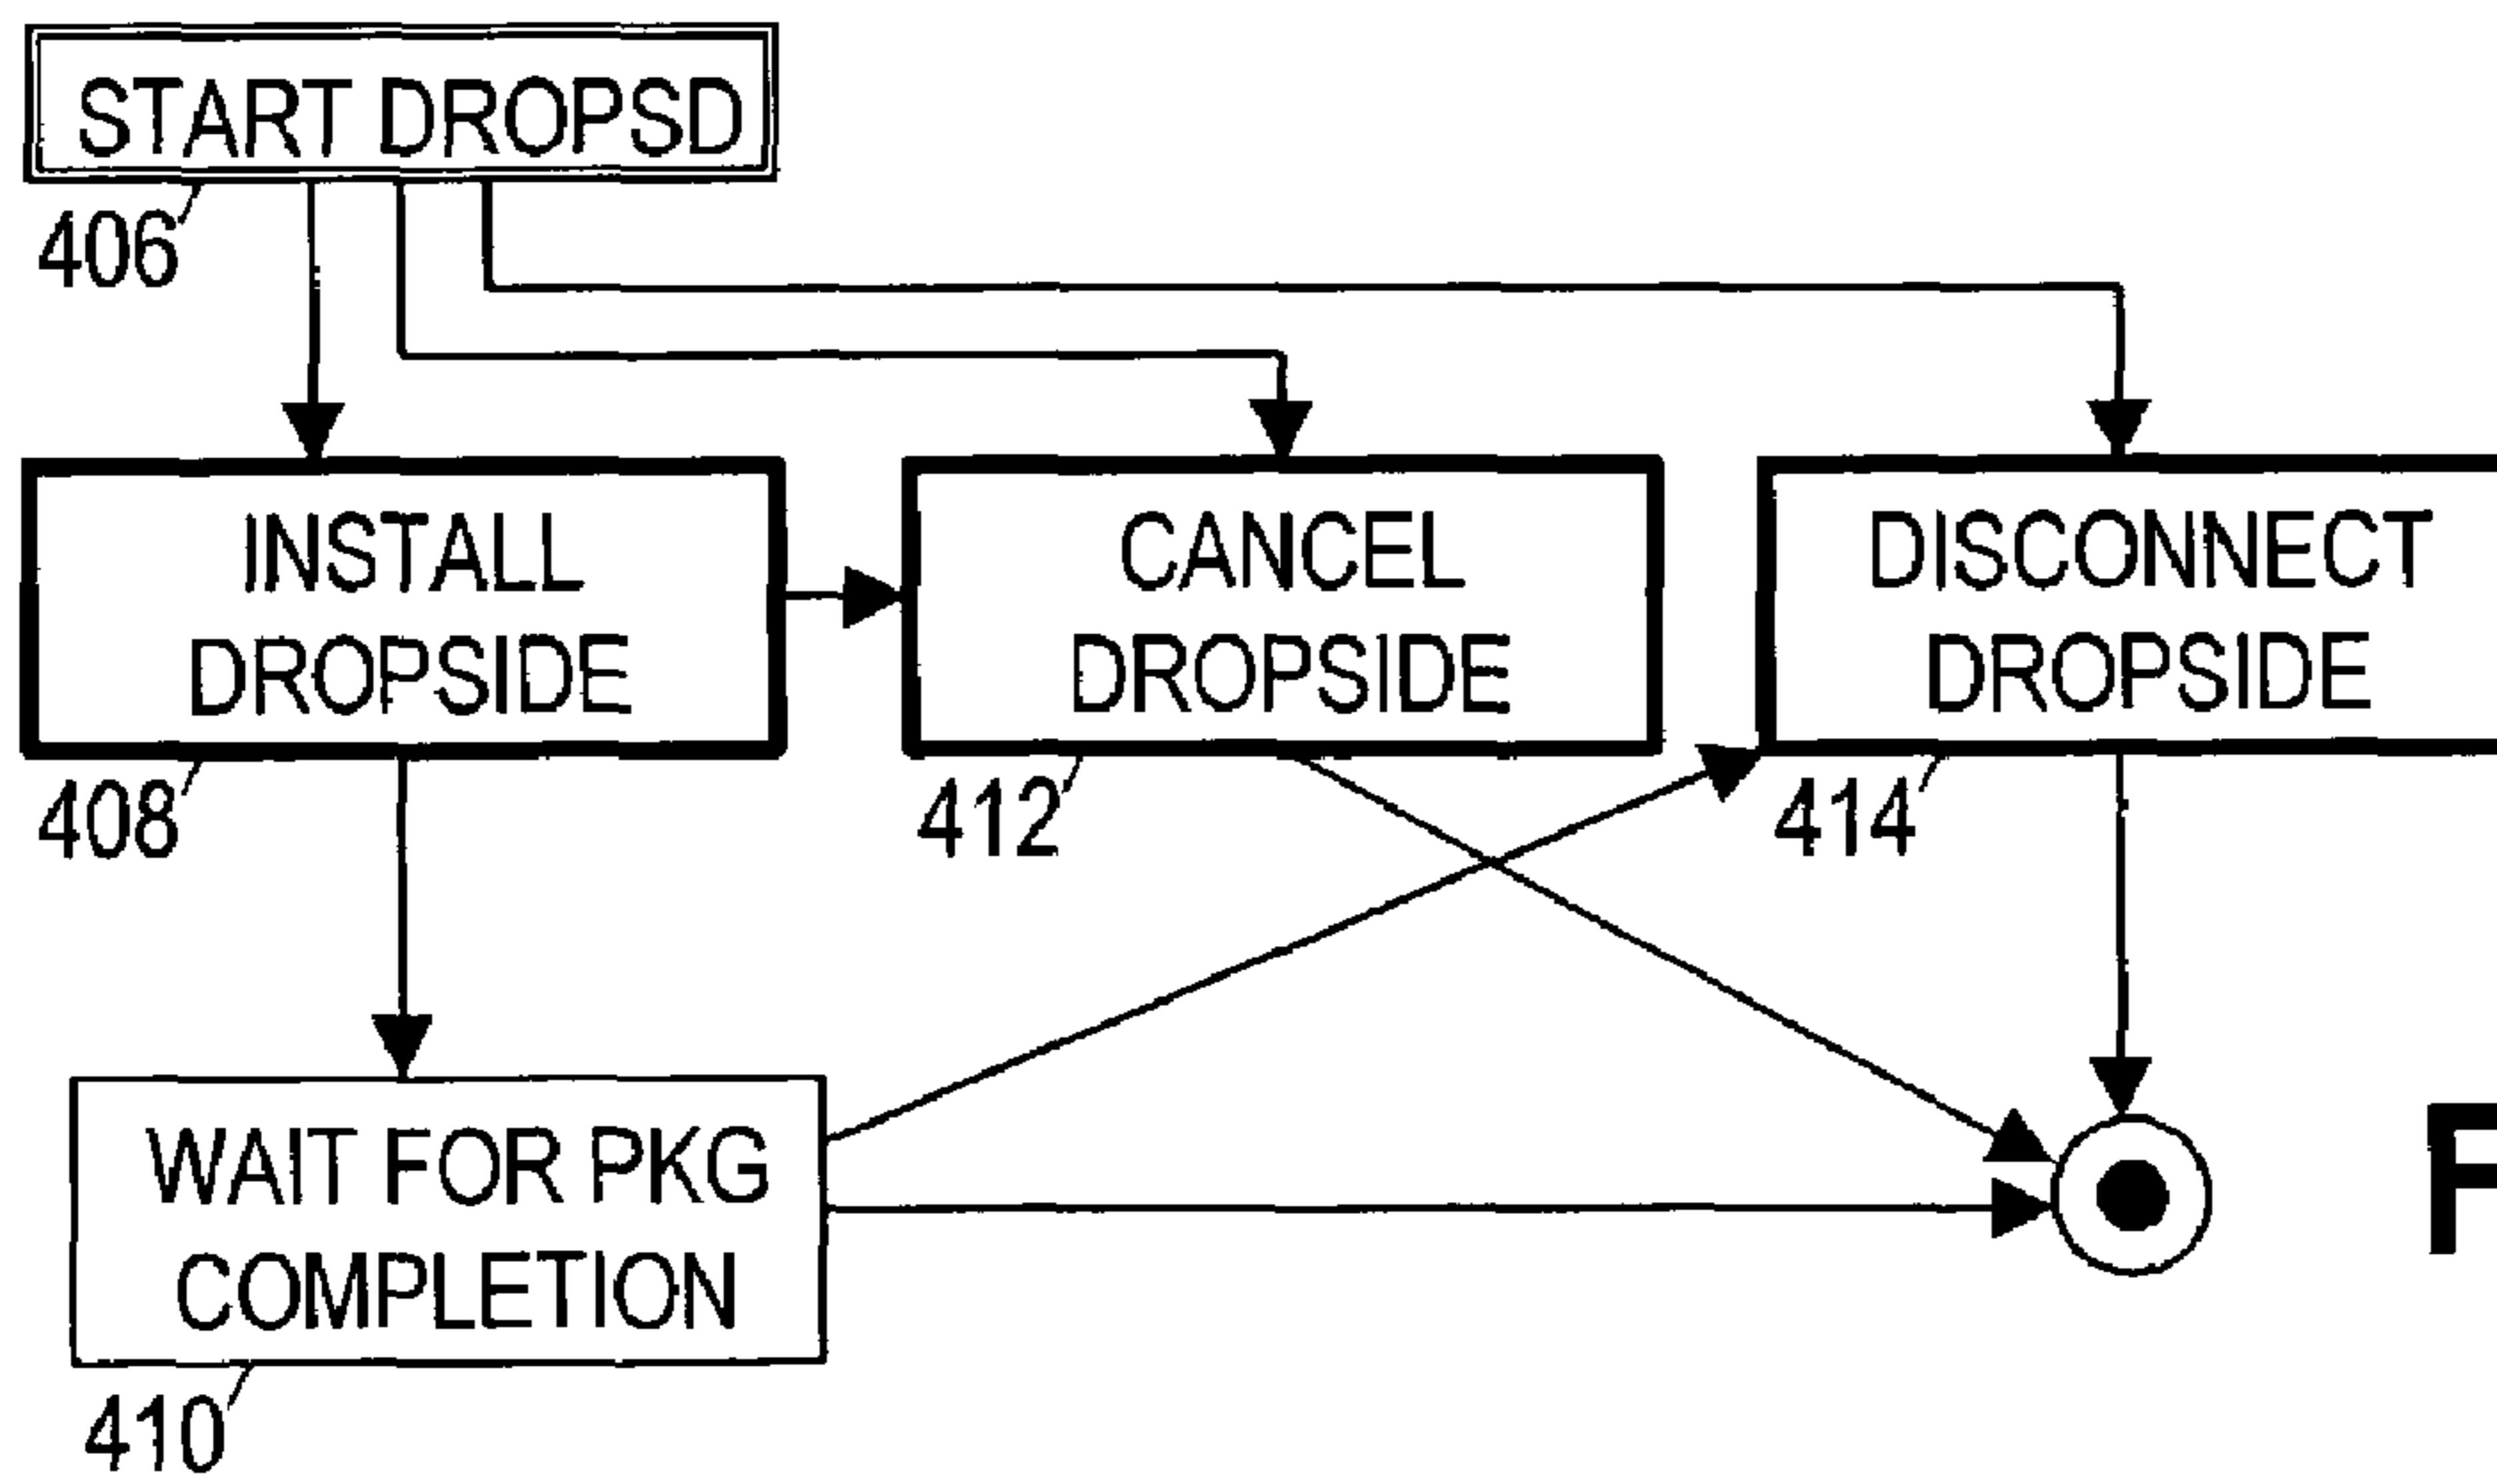 START DROPSD
406
INSTALL
DROPSIDE
408
CANCEL
DROPSIDE
412
DISCONNECT
DROPSIDE
414
WAIT FOR PKG
COMPLETION
410
F